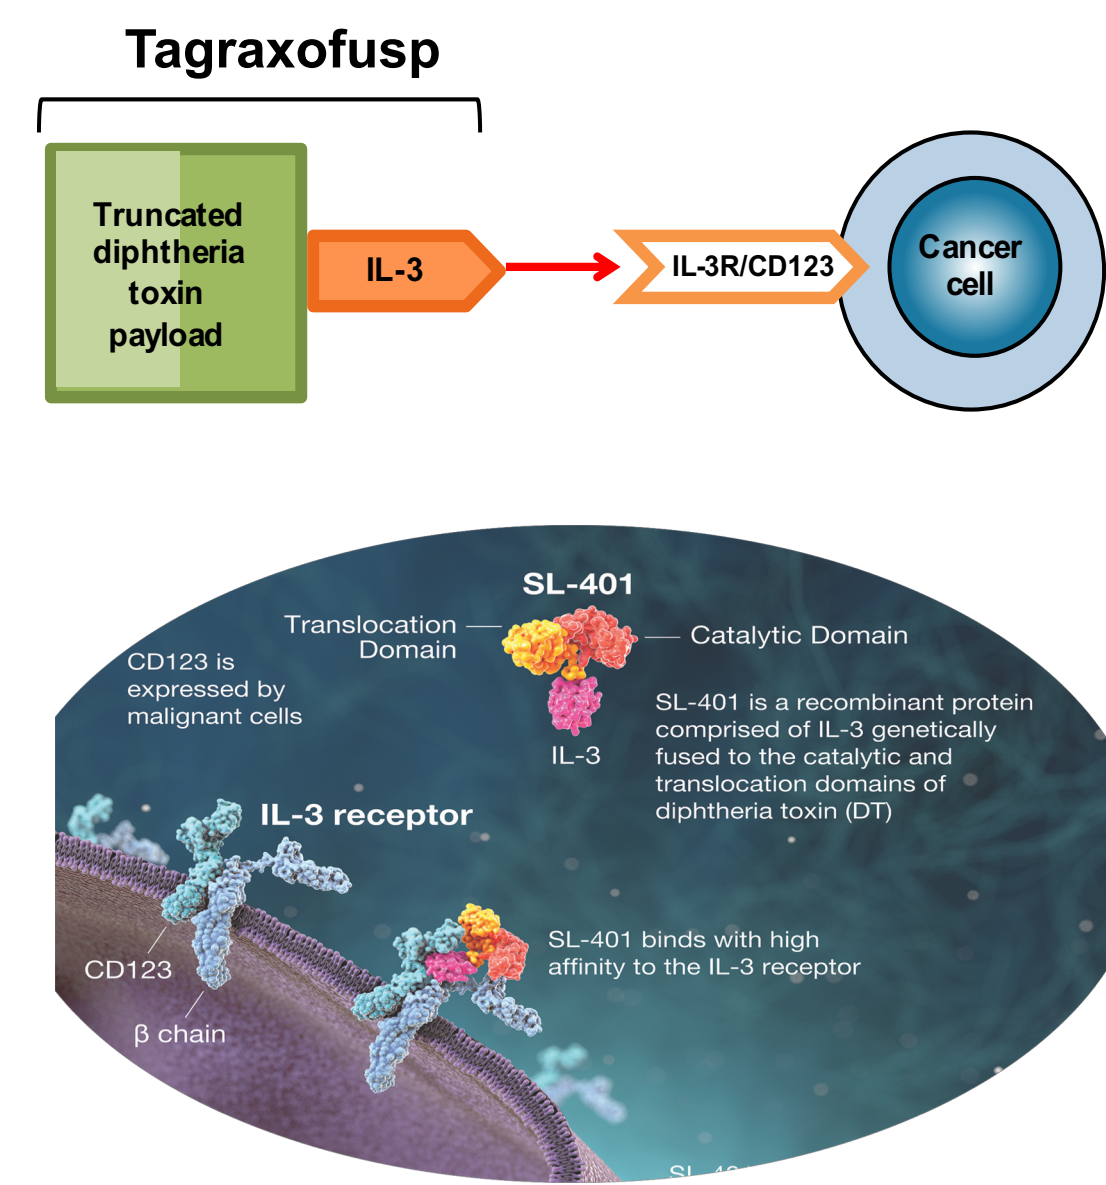 Tagraxofusp
Truncated
diphtheria
toxin
payload
IL-3
IL-3R/CD123
Cancer
cell
SL-401
Translocation
Domain
Catalytic Domain
CD123 is
expressed by
malignant cells
SL-401 is a recombinant protein
comprised of IL-3 genetically
fused to the catalytic and
translocation domains of
diphtheria toxin (DT)
IL-3
IL-3 receptor
SL-401 binds with high
affinity to the IL-3 receptor
CD123
β chain